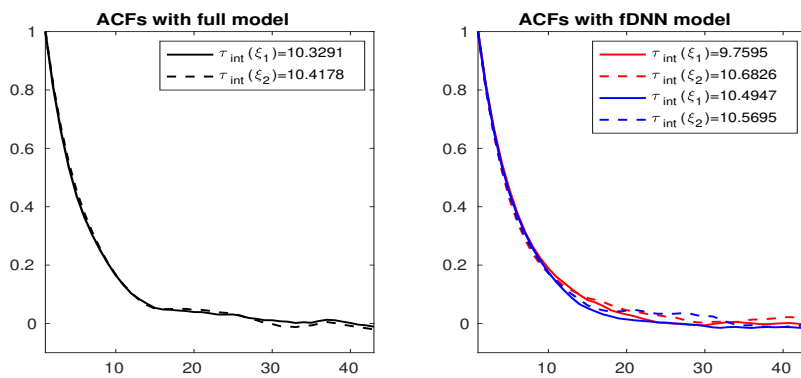 ACFs with full model
1
0.8
0.6
0.4
0.2
0
10 20 30 40
τ int (ξ1)=10.3291
τ int (ξ2)=10.4178
ACFs with fDNN model
1
0.8
0.6
0.4
0.2
0
10 20 30 40
τ int (ξ1)=9.7595
τ int (ξ2)=10.6826
τ int (ξ1)=10.4947
τ int (ξ2)=10.5695